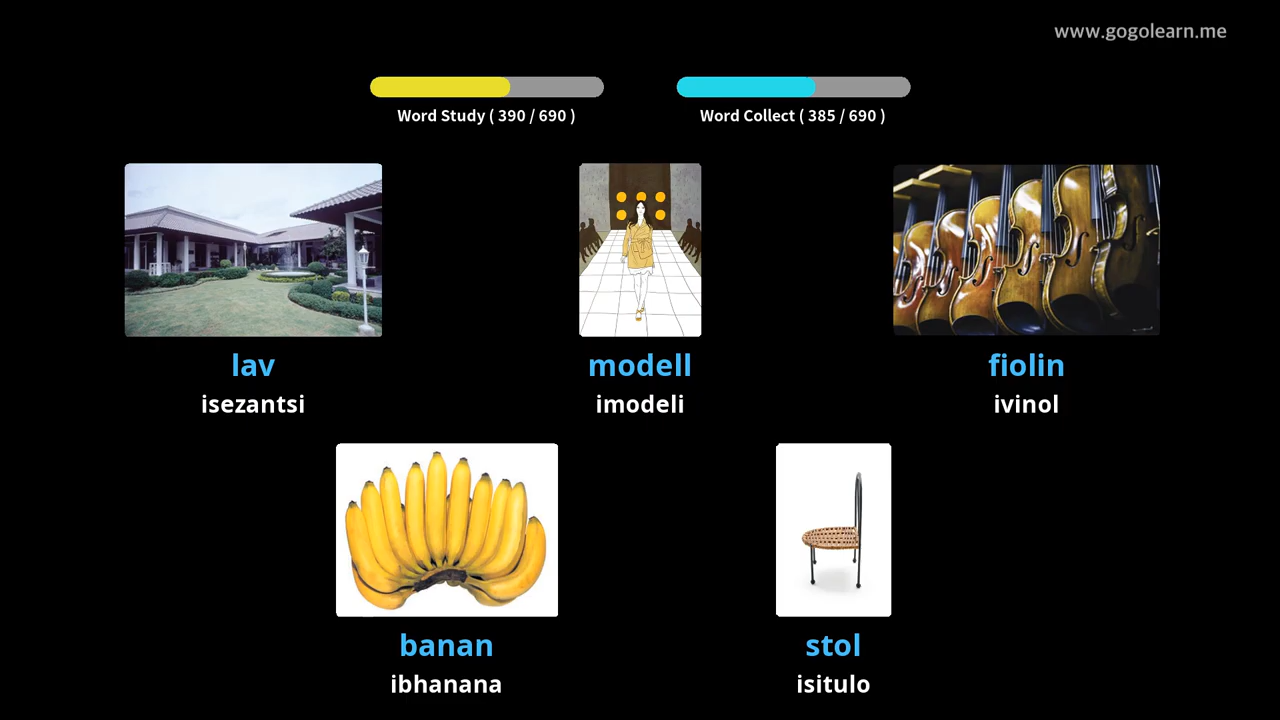 www.gogolearn.me
Word Study ( 390 / 690 )
Word Collect ( 385 / 690 )
lav
isezantsi
modell
imodeli
fiolin
ivinol
banan
ibhanana
stol
isitulo